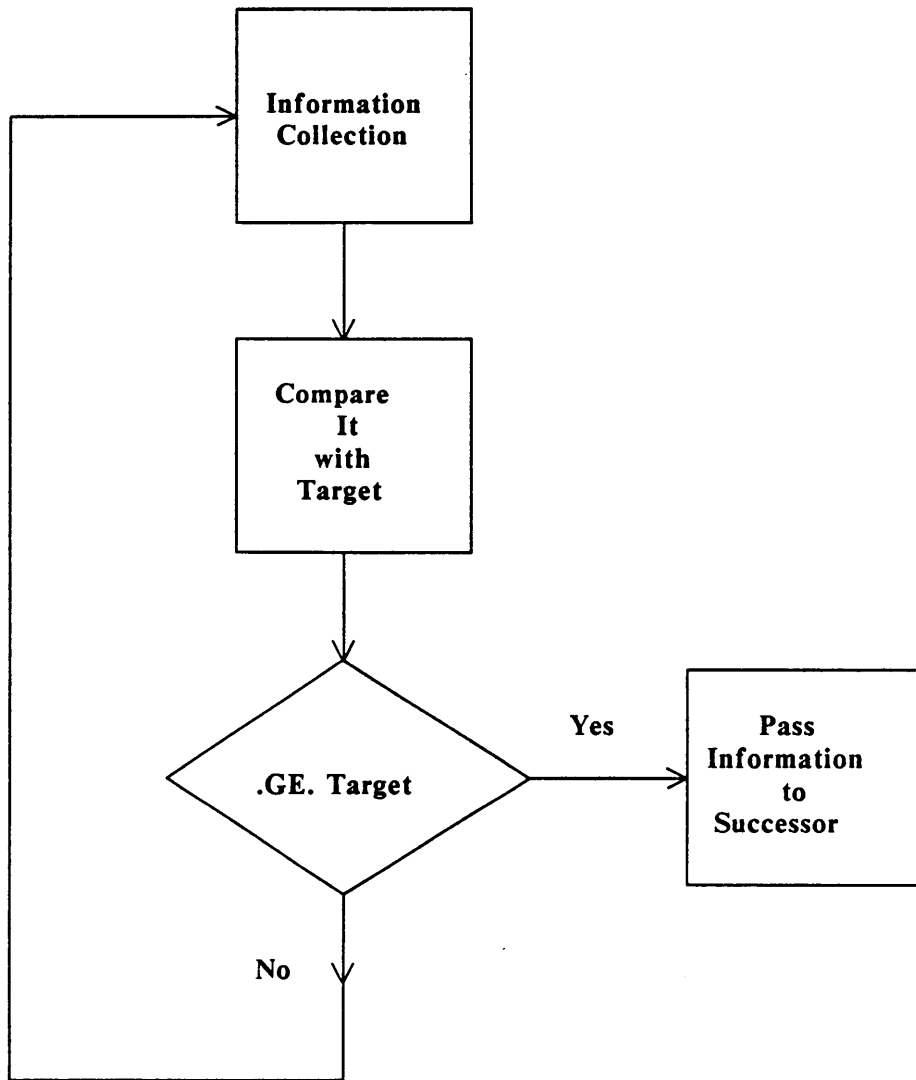 Information
Collection
Compare
It
with
Target
.GE. Target
Yes
Pass
Information
to
Successor
No